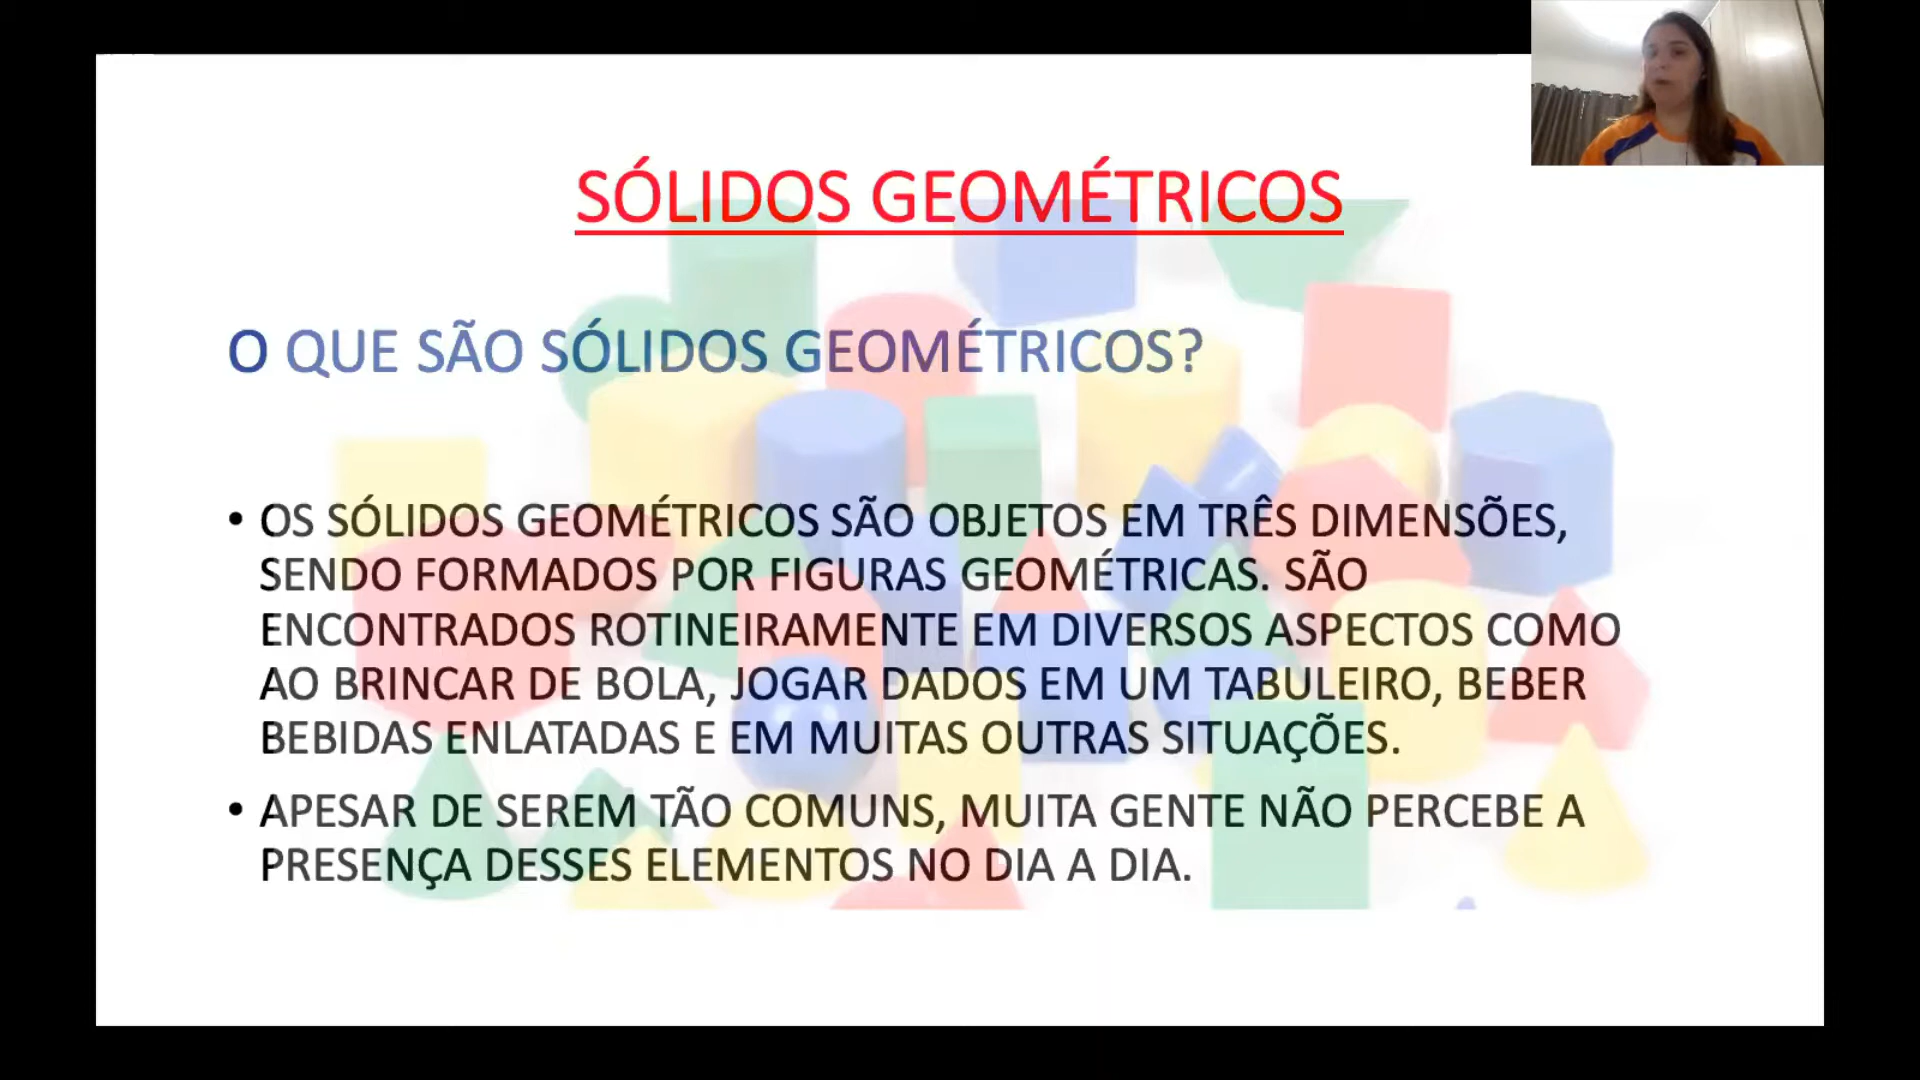 SÓLIDOS GEOMÉTRICOS
O QUE SÃO SÓLIDOS GEOMÉTRICOS?
• OS SÓLIDOS GEOMÉTRICOS SÃO OBJETOS EM TRÊS DIMENSÕES,
SENDO FORMADOS POR FIGURAS GEOMÉTRICAS. SÃO
ENCONTRADOS ROTINEIRAMENTE EM DIVERSOS ASPECTOS COMO
AO BRINCAR DE BOLA, JOGAR DADOS EM UM TABULEIRO, BEBER
BEBIDAS ENLATADAS E EM MUITAS OUTRAS SITUAÇÕES.
• APESAR DE SEREM TÃO COMUNS, MUITA GENTE NÃO PERCEBE A
PRESENÇA DESSES ELEMENTOS NO DIA A DIA.